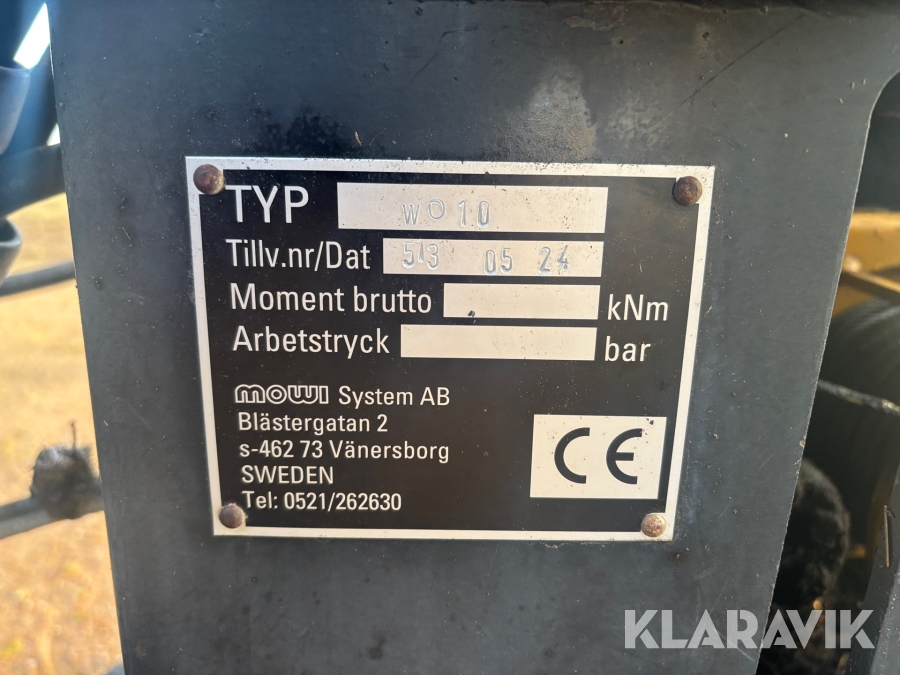 TYP WO10
Tillv.nr/Dat 513 05 24
Moment brutto kNm
Arbetstryck bar
mowi System AB
Blästergatan 2
s-462 73 Vänersborg
SWEDEN
Tel: 0521/262630
CE
KLARAVIK